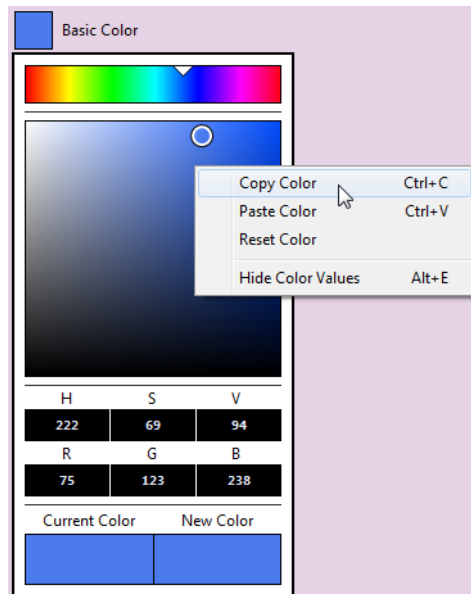 Basic Color
Copy Color Ctrl+C
Paste Color Ctrl+V
Reset Color
Hide Color Values Alt+E
H S V
222 69 94
R G B
75 123 238
Current Color New Color